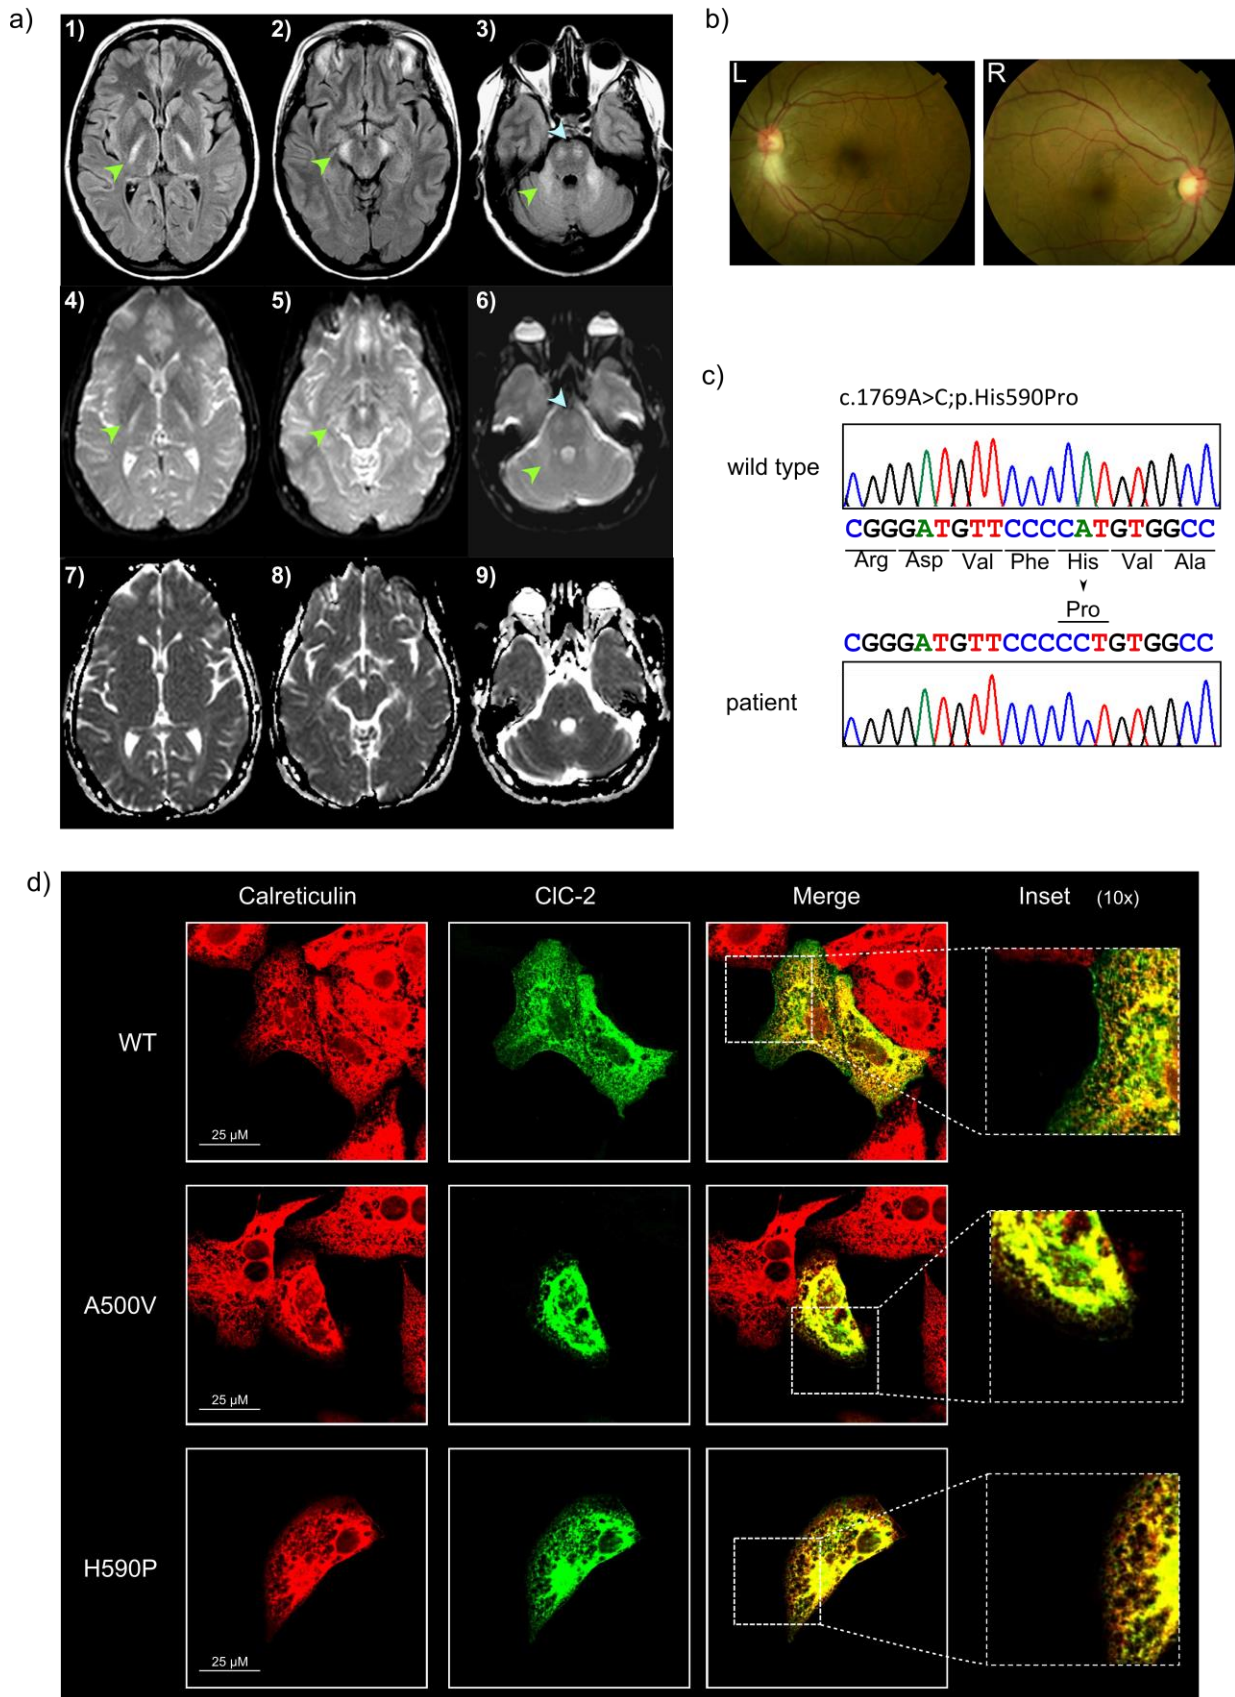 a)
1)
2)
3)
4)
5)
6)
7)
8)
9)
b)
L
R
c)
c.1769A>C;p.His590Pro
wild type
CGGGATGTTCCCCATGTGGCC
Arg Asp Val Phe His Val Ala
Pro
CGGGATGTTCCCCCTGTGGCC
patient
d)
Calreticulin
ClC-2
Merge
Inset (10x)
WT
25 µM
A500V
25 µM
H590P
25 µM